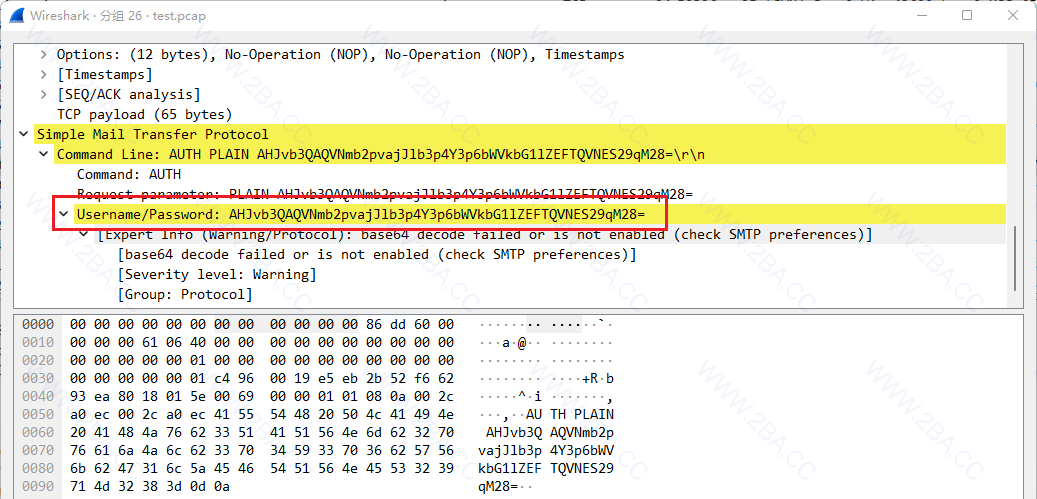 Wireshark · 分组 26 · test.pcap
Options: (12 bytes), No-Operation (NOP), No-Operation (NOP), Timestamps
[Timestamps]
[SEQ/ACK analysis]
TCP payload (65 bytes)
Simple Mail Transfer Protocol
Command Line: AUTH PLAIN AHJvb3QAQVNmb2pvajJlb3p4Y3p6bWVkbG1lZEFTQVNES29qM28=\r\n
Command: AUTH
Request parameter: PLAIN AHJvb3QAQVNmb2pvajJlb3p4Y3p6bWVkbG1lZEFTQVNES29qM28=
Username/Password: AHJvb3QAQVNmb2pvajJlb3p4Y3p6bWVkbG1lZEFTQVNES29qM28=
[Expert Info (Warning/Protocol): base64 decode failed or is not enabled (check SMTP preferences)]
[base64 decode failed or is not enabled (check SMTP preferences)]
[Severity level: Warning]
[Group: Protocol]
0000 00 00 00 00 00 00 00 00 00 00 00 00 86 dd 60 00 ········ ······`·
0010 00 00 00 61 06 40 00 00 00 00 00 00 00 00 00 00 ···a·@·· ········
0020 00 00 00 00 00 00 01 00 00 00 00 00 00 00 00 00 ········ ········
0030 00 00 00 00 00 01 c4 96 00 19 e5 eb 2b 52 f6 62 ········ ····+R·b
0040 93 ea 80 18 01 5e 00 69 00 00 01 01 08 0a 00 2c ·····^·i ·······,
0050 a0 ec 00 2c a0 ec 41 55 54 48 20 50 4c 41 49 4e ···,··AU TH PLAIN
0060 20 41 48 4a 76 62 33 51 41 51 56 4e 6d 62 32 70 AHJvb3Q AQVNmb2p
0070 76 61 6a 4a 6c 62 33 70 34 59 33 70 36 62 57 56 vajJlb3p 4Y3p6bWV
0080 6b 62 47 31 6c 5a 45 46 54 51 56 4e 45 53 32 39 kbG1lZEF TQVNES29
0090 71 4d 32 38 3d 0d 0a qM28=··
WWW.2BA.CC